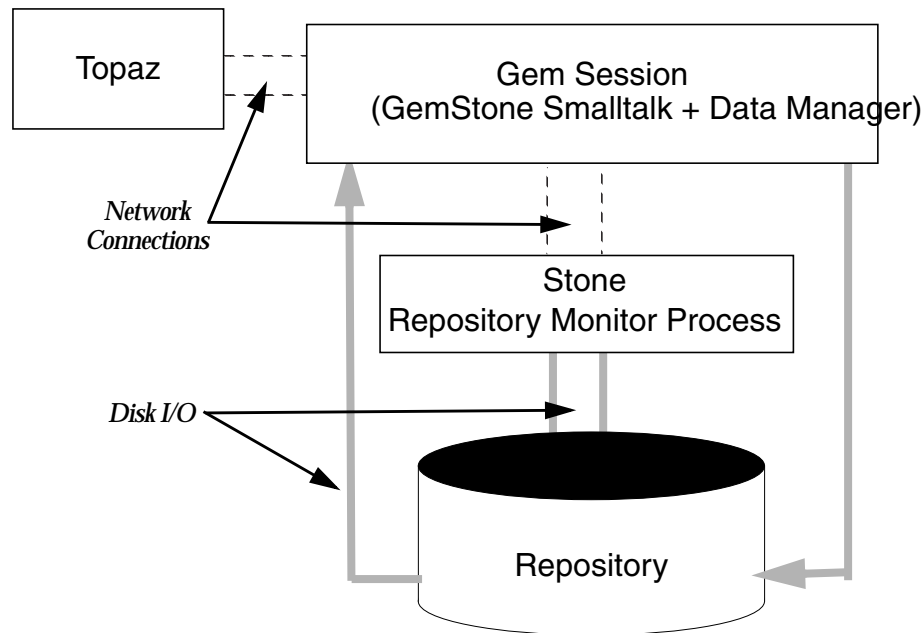 Topaz
Gem Session
(GemStone Smalltalk + Data Manager)
Network
Connections
Stone
Repository Monitor Process
Disk I/O
Repository